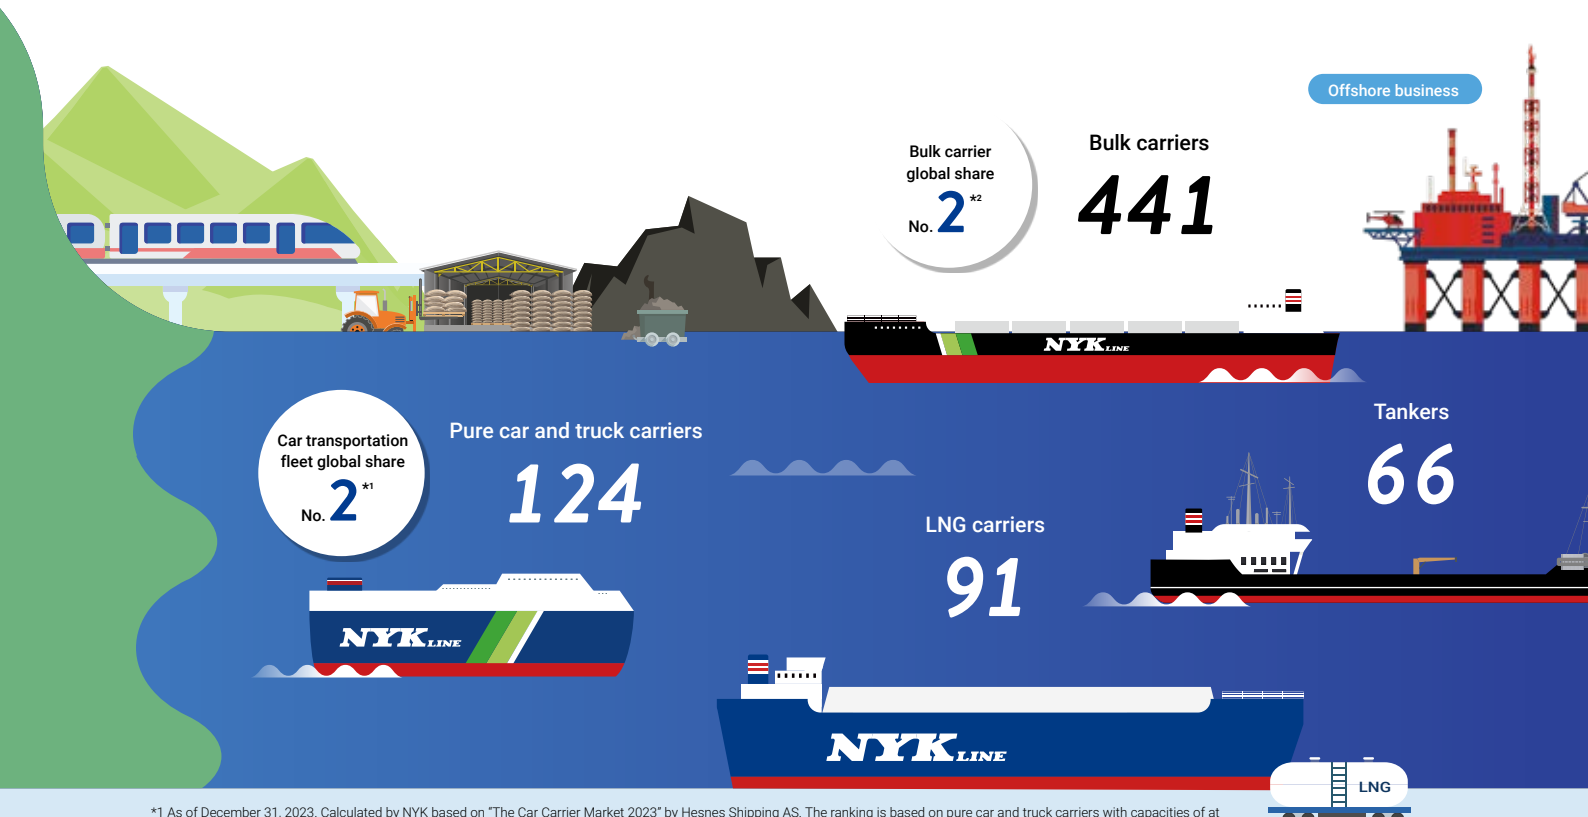 Offshore business
Bulk carrier
global share
No. 2 *2
Bulk carriers
441
NYK LINE
Car transportation
fleet global share
No. 2 *1
Pure car and truck carriers
124
Tankers
66
LNG carriers
91
NYK LINE
NYK LINE
LNG
*1 As of December 31, 2023. Calculated by NYK based on “The Car Carrier Market 2023” by Hesnes Shipping AS. The ranking is based on pure car and truck carriers with capacities of at